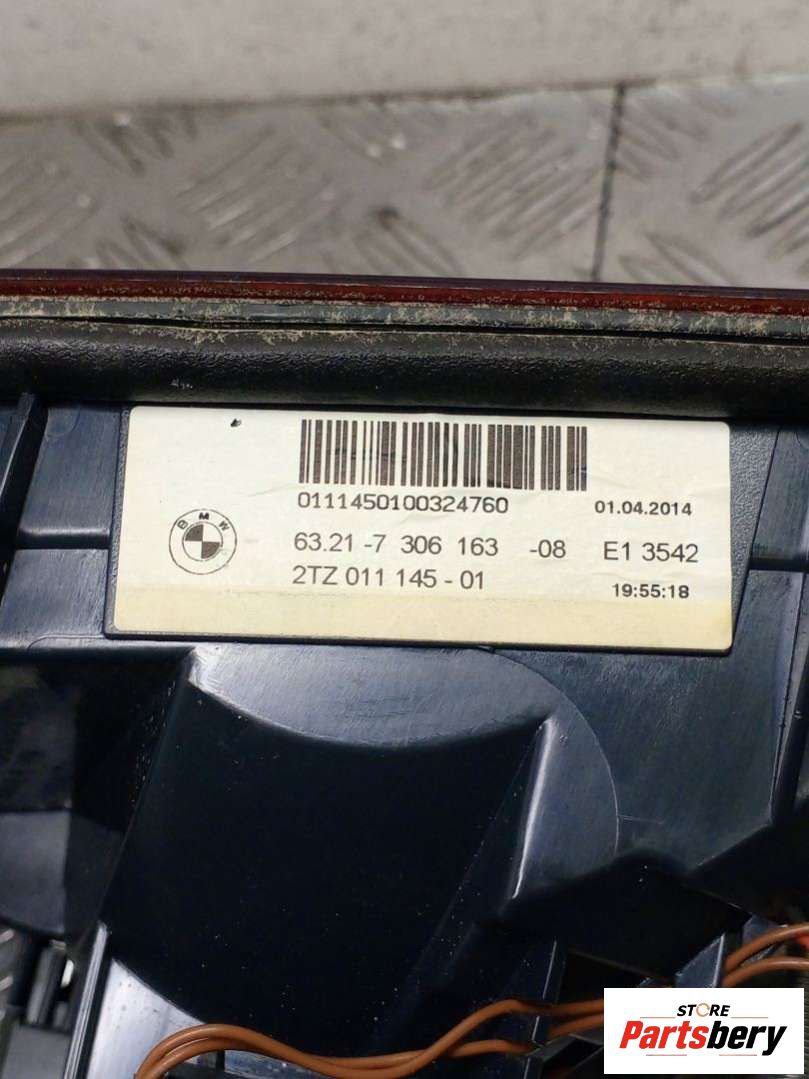 0111450100324760
01.04.2014
BMW
63.21 -7 306 163 -08 E1 3542
2TZ 011 145 - 01
19:55:18
STORE
Partsbery